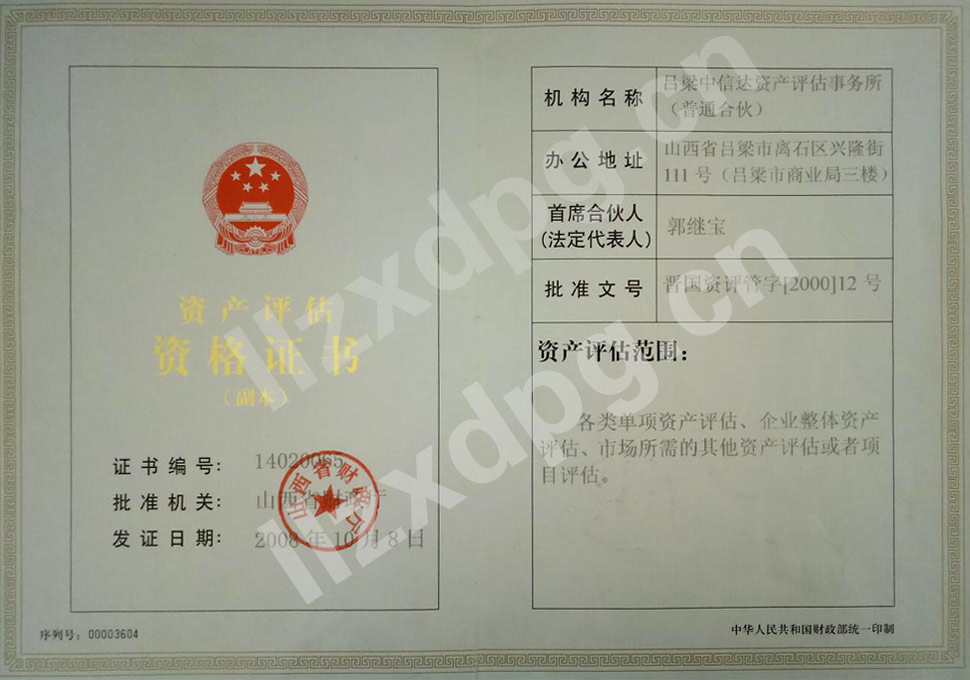 资产评估
资格证书
（副本）
证书编号： 14020065
批准机关： 山西省财政厅
发证日期： 2008年10月8日
山西省财政厅
序列号：00003604
机构名称
吕梁中信达资产评估事务所
（普通合伙）
办公地址
山西省吕梁市离石区兴隆街
111号（吕梁市商业局三楼）
首席合伙人
(法定代表人)
郭继宝
批准文号
晋国资评管字[2000]12号
资产评估范围：
各类单项资产评估、企业整体资产
评估、市场所需的其他资产评估或者项
目评估。
中华人民共和国财政部统一印制
llzxdpg.cn
llzxdpg.cn